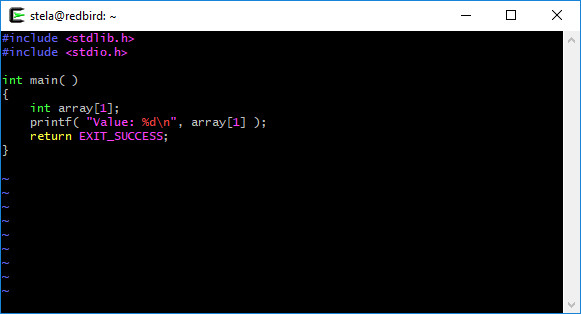 stela@redbird: ~
#include <stdlib.h>
#include <stdio.h>
int main( )
{
    int array[1];
    printf( "Value: %d\n", array[1] );
    return EXIT_SUCCESS;
}
~
~
~
~
~
~
~
~
~